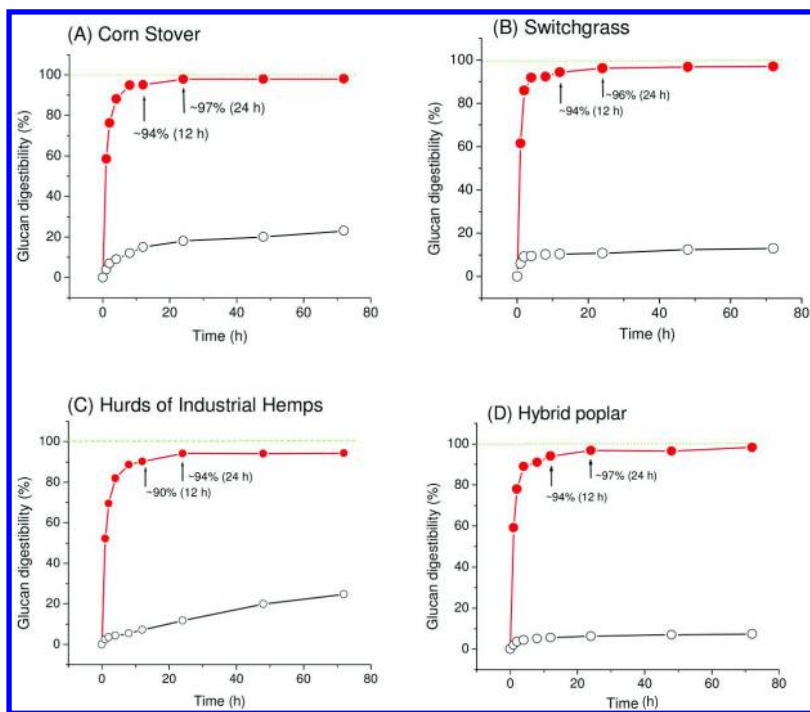 (A) Corn Stover
100
80
60
40
20
0
Glucan digestibility (%)
~97% (24 h)
~94% (12 h)
0 20 40 60 80
Time (h)
(B) Switchgrass
100
80
60
40
20
0
Glucan digestibility (%)
~96% (24 h)
~94% (12 h)
0 20 40 60 80
Time (h)
(C) Hurds of Industrial Hemps
100
80
60
40
20
0
Glucan digestibility (%)
~94% (24 h)
~90% (12 h)
0 20 40 60 80
Time (h)
(D) Hybrid poplar
100
80
60
40
20
0
Glucan digestibility (%)
~97% (24 h)
~94% (12 h)
0 20 40 60 80
Time (h)